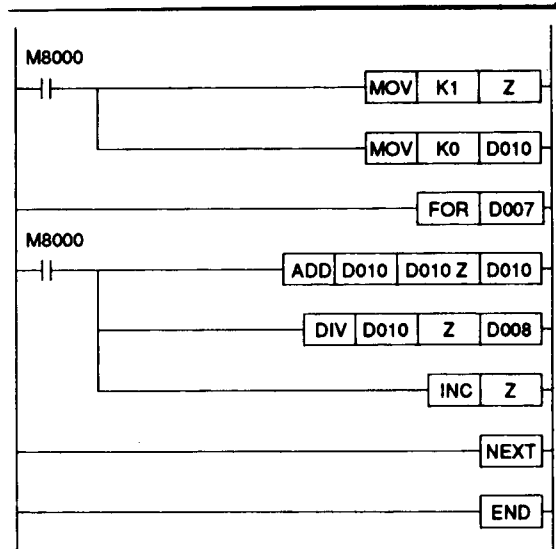 M8000
MOV K1 Z
MOV K0 D010
FOR D007
M8000
ADD D010 D010 Z D010
DIV D010 Z D008
INC Z
NEXT
END